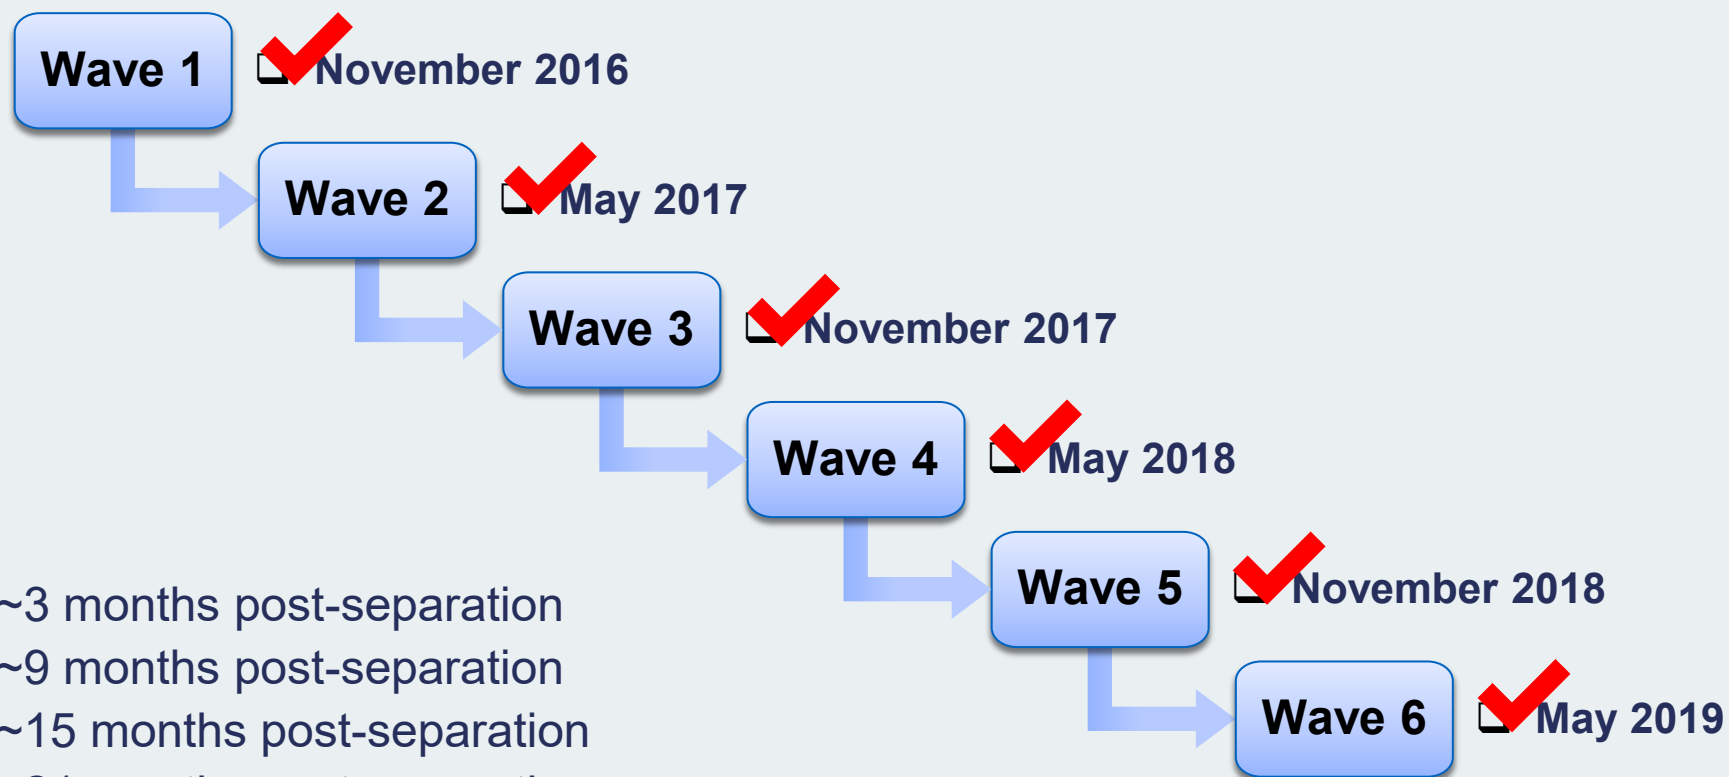 Wave 1
November 2016
Wave 2
May 2017
Wave 3
November 2017
Wave 4
May 2018
Wave 5
November 2018
Wave 6
May 2019
~3 months post-separation
~9 months post-separation
~15 months post-separation